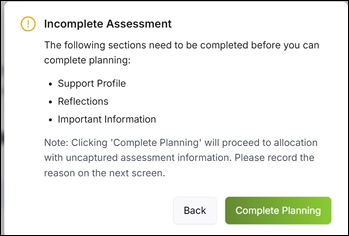 Incomplete Assessment
The following sections need to be completed before you can
complete planning:
• Support Profile
• Reflections
• Important Information
Note: Clicking 'Complete Planning' will proceed to allocation
with uncaptured assessment information. Please record the
reason on the next screen.
Back
Complete Planning